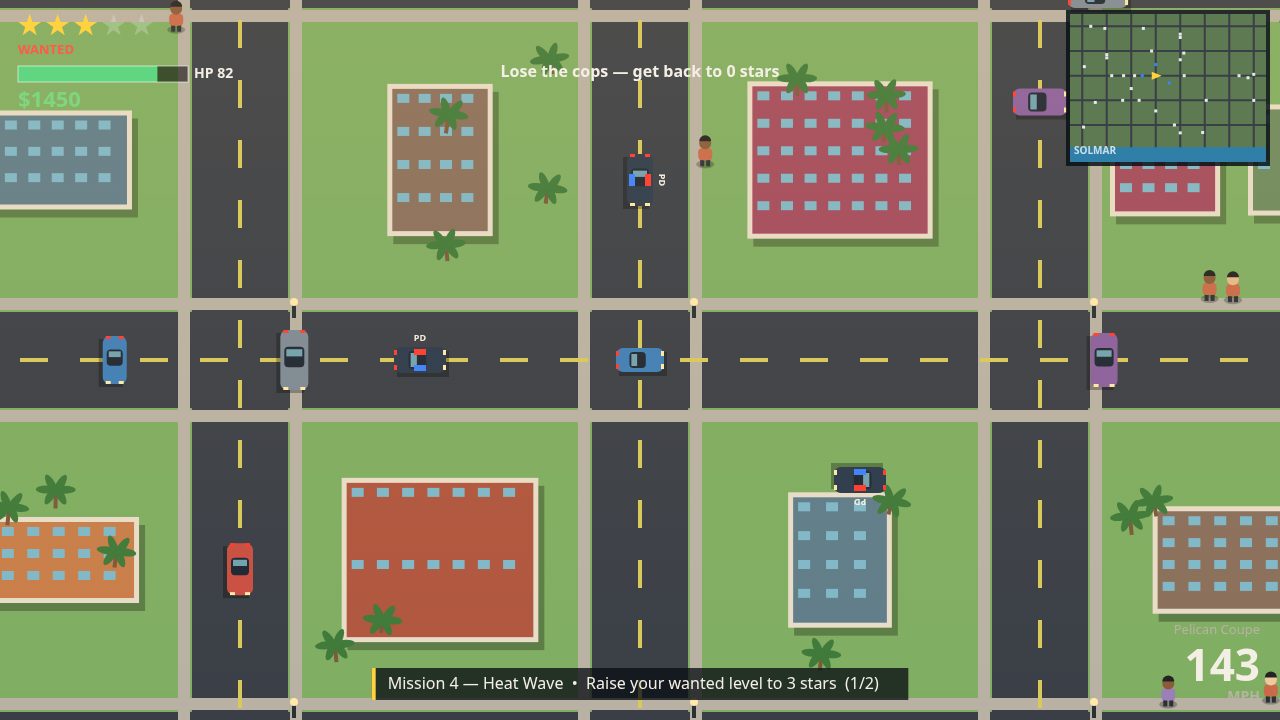 WANTED
HP 82
$1450
Lose the cops — get back to 0 stars
SOLMAR
PD
PD
PD
Pelican Coupe
143
MPH
Mission 4 — Heat Wave • Raise your wanted level to 3 stars (1/2)